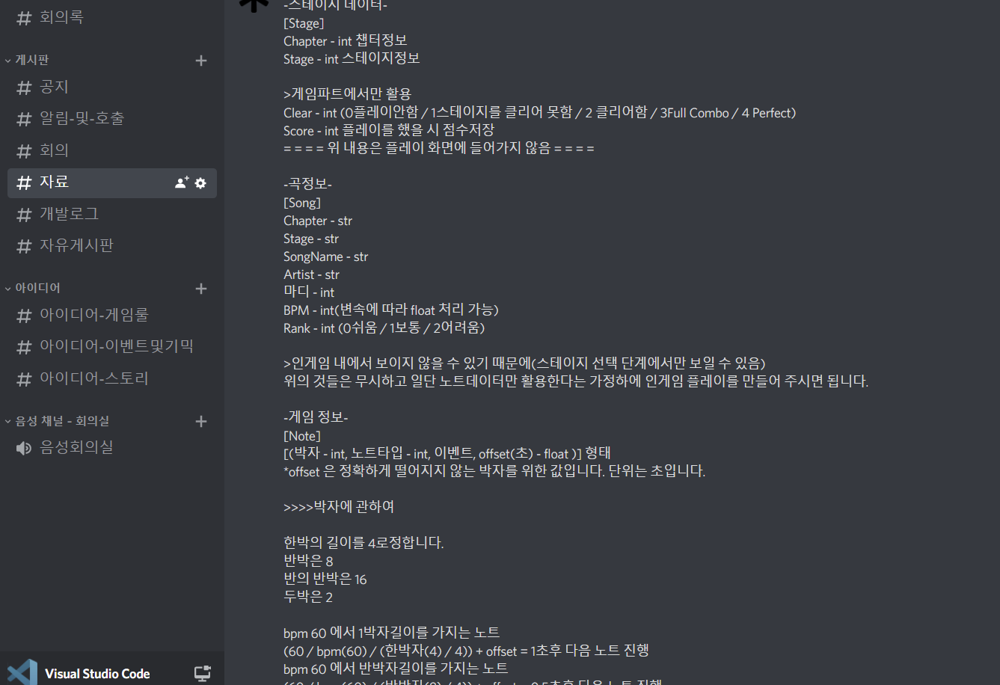 회의록
게시판
공지
알림-및-호출
회의
자료
개발로그
자유게시판
아이디어
아이디어-게임룰
아이디어-이벤트및기믹
아이디어-스토리
음성 채널 - 회의실
음성회의실
Visual Studio Code
-스테이지 데이터-
[Stage]
Chapter - int 챕터정보
Stage - int 스테이지정보
>게임파트에서만 활용
Clear - int (0플레이안함 / 1스테이지를 클리어 못함 / 2 클리어함 / 3Full Combo / 4 Perfect)
Score - int 플레이를 했을 시 점수저장
= = = = 위 내용은 플레이 화면에 들어가지 않음 = = = =
-곡정보-
[Song]
Chapter - str
Stage - str
SongName - str
Artist - str
마디 - int
BPM - int(변속에 따라 float 처리 가능)
Rank - int (0쉬움 / 1보통 / 2어려움)
>인게임 내에서 보이지 않을 수 있기 때문에(스테이지 선택 단계에서만 보일 수 있음)
위의 것들은 무시하고 일단 노트데이터만 활용한다는 가정하에 인게임 플레이를 만들어 주시면 됩니다.
-게임 정보-
[Note]
[(박자 - int, 노트타입 - int, 이벤트, offset(초) - float )] 형태
*offset 은 정확하게 떨어지지 않는 박자를 위한 값입니다. 단위는 초입니다.
>>>>박자에 관하여
한박의 길이를 4로정합니다.
반박은 8
반의 반박은 16
두박은 2
bpm 60 에서 1박자길이를 가지는 노트
(60 / bpm(60) / (한박자(4) / 4)) + offset = 1초후 다음 노트 진행
bpm 60 에서 반박자길이를 가지는 노트
(60 / bpm(60) / (반박자(8) / 4)) + offset = 0.5초후 다음 노트 진행